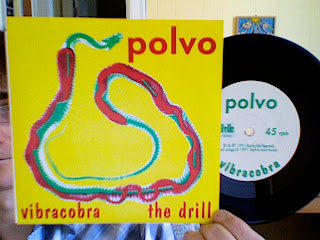 polvo
vibracobra the drill
polvo
45 rpm
vibracobra